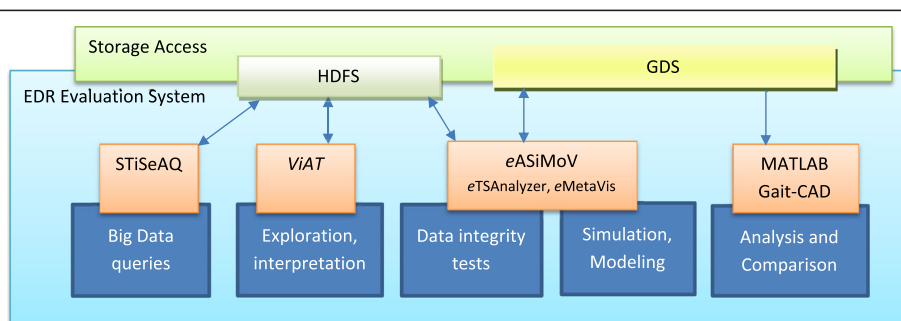 Storage Access
HDFS
GDS
EDR Evaluation System
STiSeAQ
ViAT
eASiMoV
eTSAnalyzer, eMetaVis
MATLAB
Gait-CAD
Big Data
queries
Exploration,
interpretation
Data integrity
tests
Simulation,
Modeling
Analysis and
Comparison